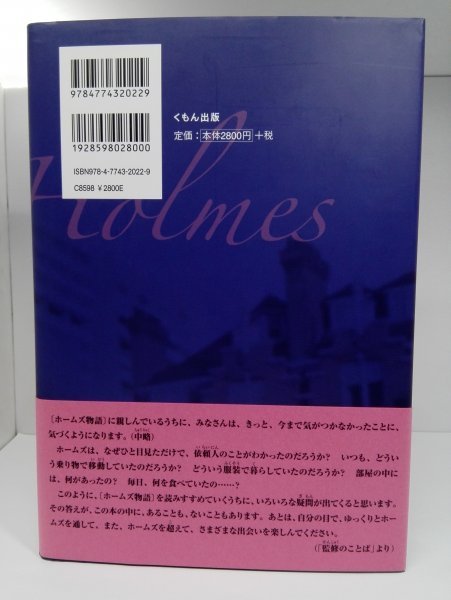 9784774320229
1928598028000
ISBN978-4-7743-2022-9
C8598 ¥2800E
くもん出版
定価：本体2800円+税
Holmes
〔ホームズ物語〕に親しんでいるうちに、みなさんは、きっと、今まで気がつかなかったことに、
気づくようになります。(中略)
ホームズは、なぜひと目見ただけで、依頼人のことがわかったのだろうか？　いつも、どうい
う乗り物で移動していたのだろうか？　どういう服装で暮らしていたのだろうか？　部屋の中に
は、何があったの？　毎日、何を食べていたの……？
このように、〔ホームズ物語〕を読みすすめていくうちに、いろいろな疑問が出てくると思います。
その答えが、この本の中に、あることも、ないこともあります。あとは、自分の目で、ゆっくりとホー
ムズを通して、また、ホームズを超えて、さまざまな出会いを楽しんでください。
(「監修のことば」より)